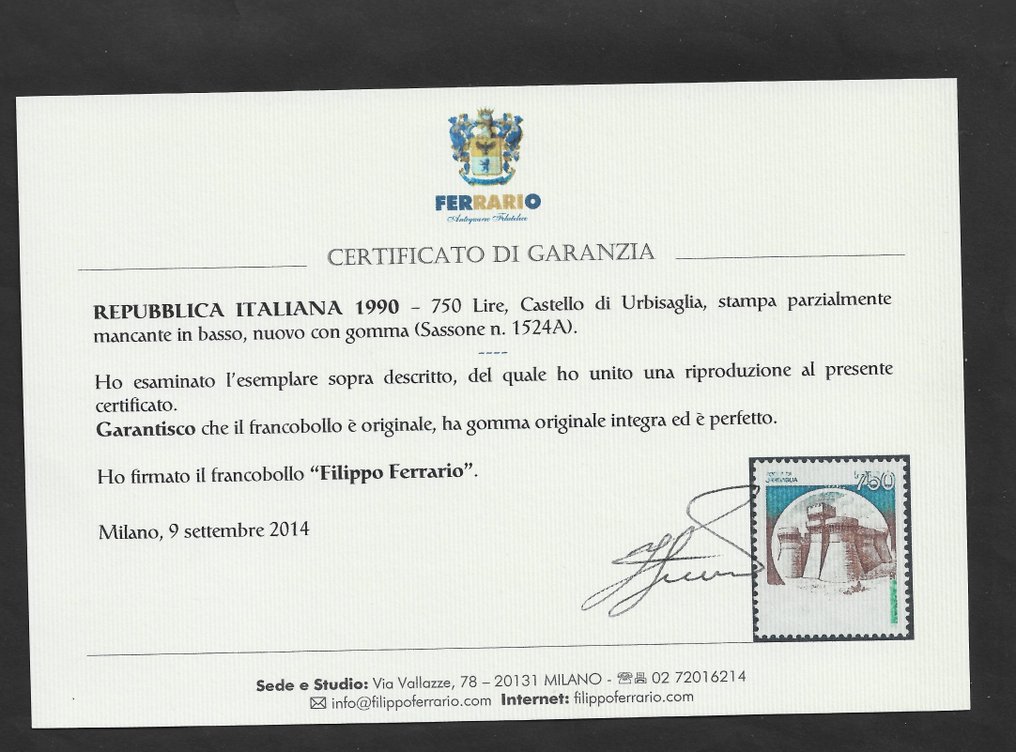 FERRARIO
Antiquario Filatelico
CERTIFICATO DI GARANZIA
REPUBBLICA ITALIANA 1990 – 750 Lire, Castello di Urbisaglia, stampa parzialmente
mancante in basso, nuovo con gomma (Sassone n. 1524A).
----
Ho esaminato l'esemplare sopra descritto, del quale ho unito una riproduzione al presente
certificato.
Garantisco che il francobollo è originale, ha gomma originale integra ed è perfetto.
Ho firmato il francobollo “Filippo Ferrario”.
Milano, 9 settembre 2014
750
Sede e Studio: Via Vallazze, 78 – 20131 MILANO - ☏ 02 72016214
✉ info@filippoferrario.com Internet: filippoferrario.com